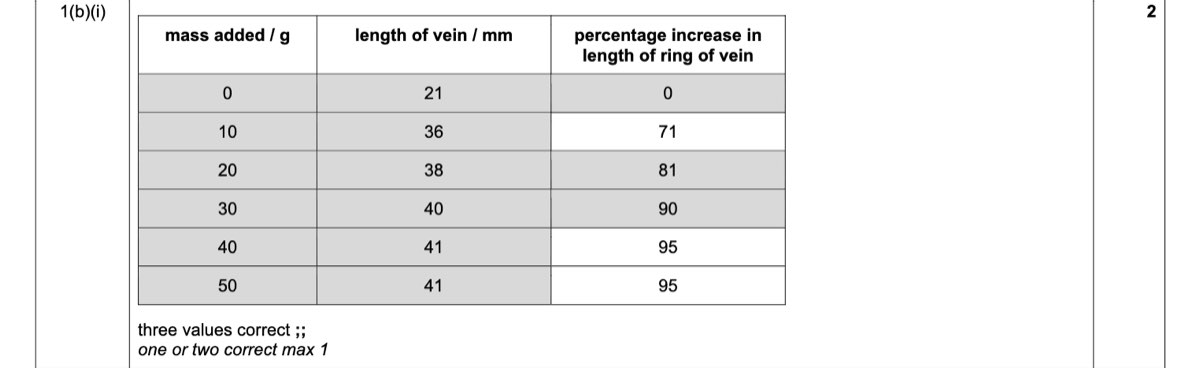 1(b)(i)
2
mass added / g length of vein / mm percentage increase in
length of ring of vein
0 21 0
10 36 71
20 38 81
30 40 90
40 41 95
50 41 95
three values correct ;;
one or two correct max 1